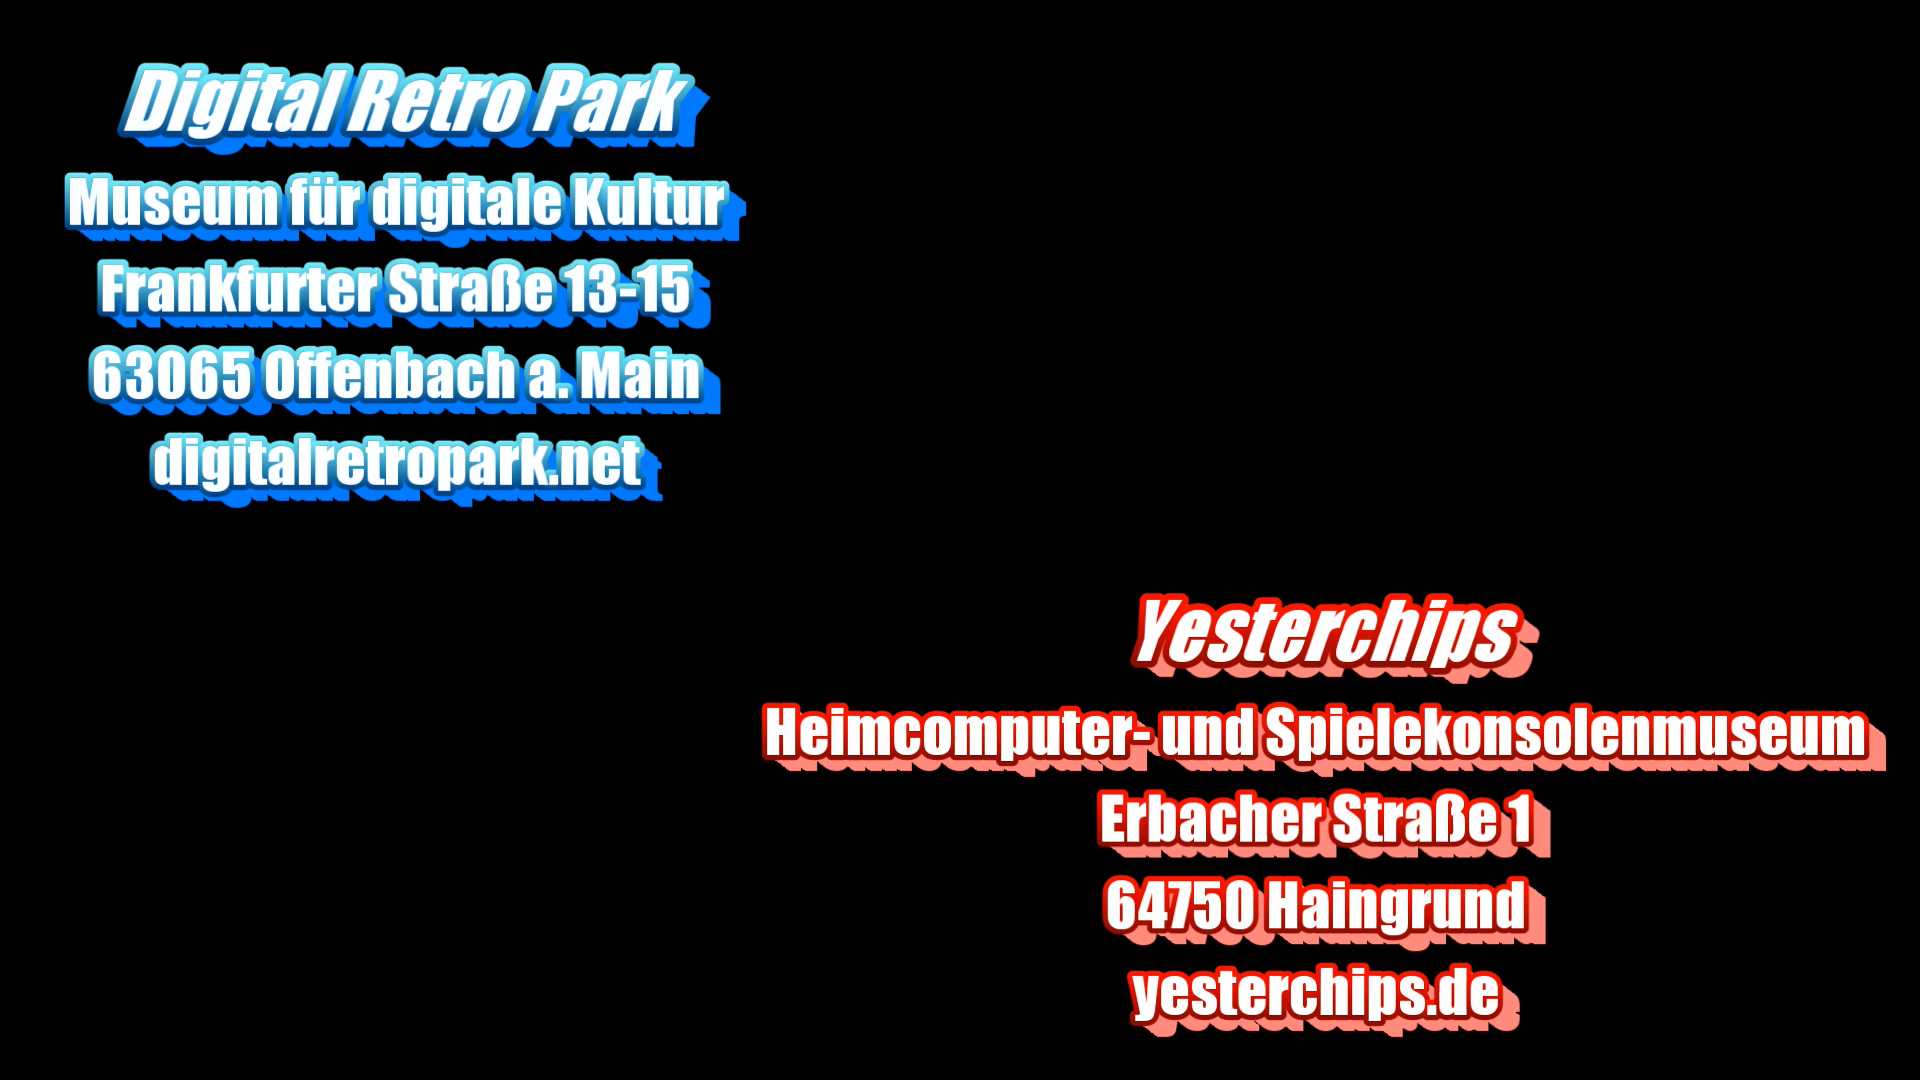 Digital Retro Park
Museum für digitale Kultur
Frankfurter Straße 13-15
63065 Offenbach a. Main
digitalretropark.net
Yesterchips
Heimcomputer- und Spielekonsolenmuseum
Erbacher Straße 1
64750 Haingrund
yesterchips.de